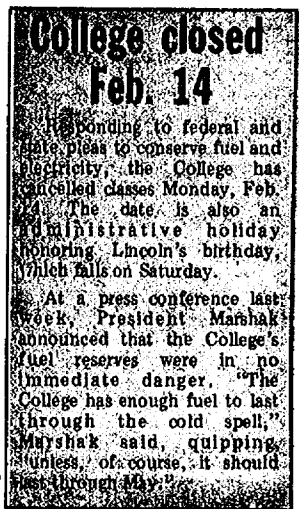 College closed
Feb. 14
Responding to federal and
state pleas to conserve fuel and
electricity, the College has
cancelled classes Monday, Feb.
14. The date is also an
administrative holiday
honoring Lincoln's birthday,
which falls on Saturday.
At a press conference last
week, President Marshak
announced that the College's
fuel reserves were in no
immediate danger. "The
College has enough fuel to last
through the cold spell,"
Marshak said, quipping,
"unless, of course, it should
last through May."